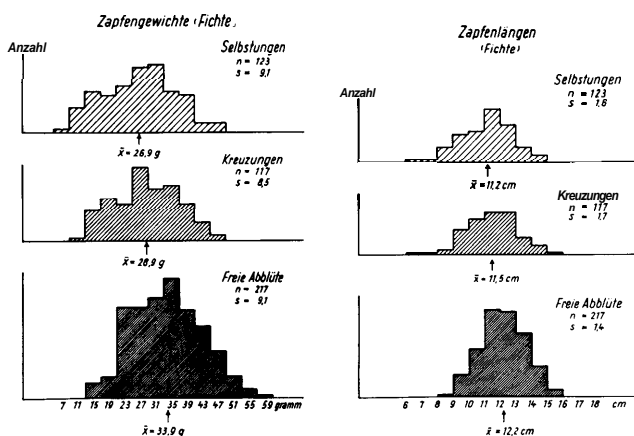 Zapfengewichte (Fichte)
Anzahl
Selbstungen
n = 123
s = 9,1
x̄ = 26,9 g
Kreuzungen
n = 117
s = 8,5
x̄ = 28,9 g
Freie Abblüte
n = 217
s = 9,1
7 11 15 19 23 27 31 35 39 43 47 51 55 59 gramm
x̄ = 33,9 g
Zapfenlängen
(Fichte)
Anzahl
Selbstungen
n = 123
s = 1,6
x̄ = 11,2 cm
Kreuzungen
n = 117
s = 1,7
x̄ = 11,5 cm
Freie Abblüte
n = 217
s = 1,4
6 7 8 9 10 11 12 13 14 15 16 17 18 cm
x̄ = 12,2 cm